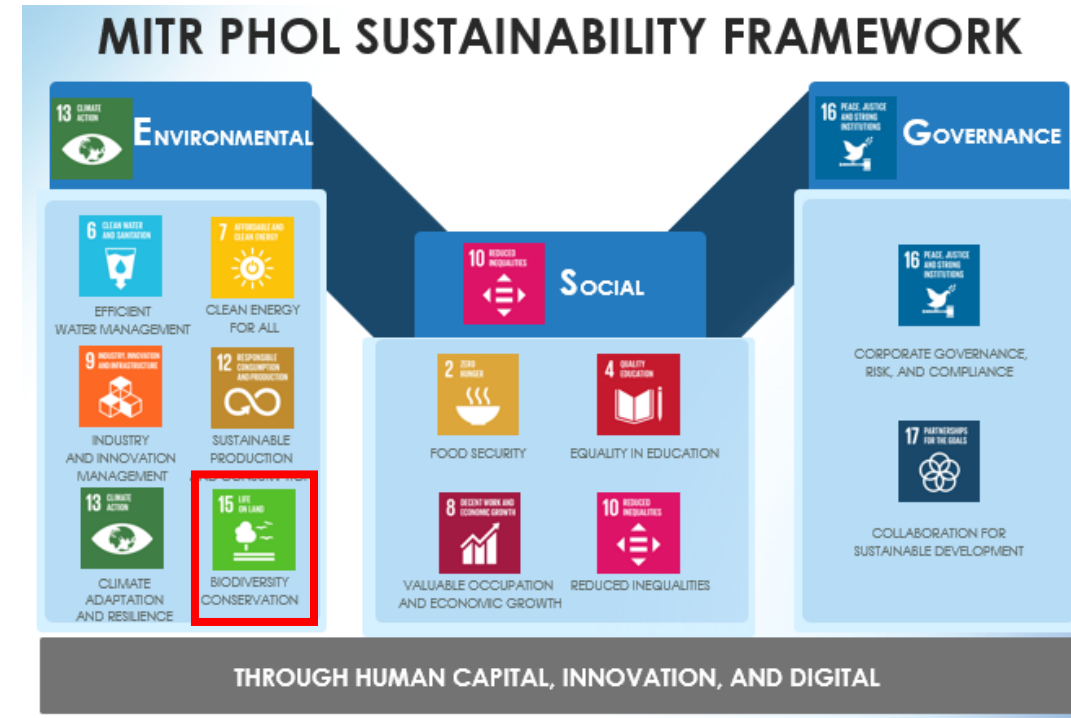 MITR PHOL SUSTAINABILITY FRAMEWORK
13 CLIMATE
ACTION
ENVIRONMENTAL
6 CLEAN WATER
AND SANITATION
EFFICIENT
WATER MANAGEMENT
7 AFFORDABLE AND
CLEAN ENERGY
CLEAN ENERGY
FOR ALL
9 INDUSTRY, INNOVATION
AND INFRASTRUCTURE
INDUSTRY
AND INNOVATION
MANAGEMENT
12 RESPONSIBLE
CONSUMPTION
AND PRODUCTION
SUSTAINABLE
PRODUCTION
AND CONSUMPTION
13 CLIMATE
ACTION
CLIMATE
ADAPTATION
AND RESILIENCE
15 LIFE
ON LAND
BIODIVERSITY
CONSERVATION
10 REDUCED
INEQUALITIES
SOCIAL
2 ZERO
HUNGER
FOOD SECURITY
4 QUALITY
EDUCATION
EQUALITY IN EDUCATION
8 DECENT WORK AND
ECONOMIC GROWTH
VALUABLE OCCUPATION
AND ECONOMIC GROWTH
10 REDUCED
INEQUALITIES
REDUCED INEQUALITIES
16 PEACE, JUSTICE
AND STRONG
INSTITUTIONS
GOVERNANCE
16 PEACE, JUSTICE
AND STRONG
INSTITUTIONS
CORPORATE GOVERNANCE,
RISK, AND COMPLIANCE
17 PARTNERSHIPS
FOR THE GOALS
COLLABORATION FOR
SUSTAINABLE DEVELOPMENT
THROUGH HUMAN CAPITAL, INNOVATION, AND DIGITAL